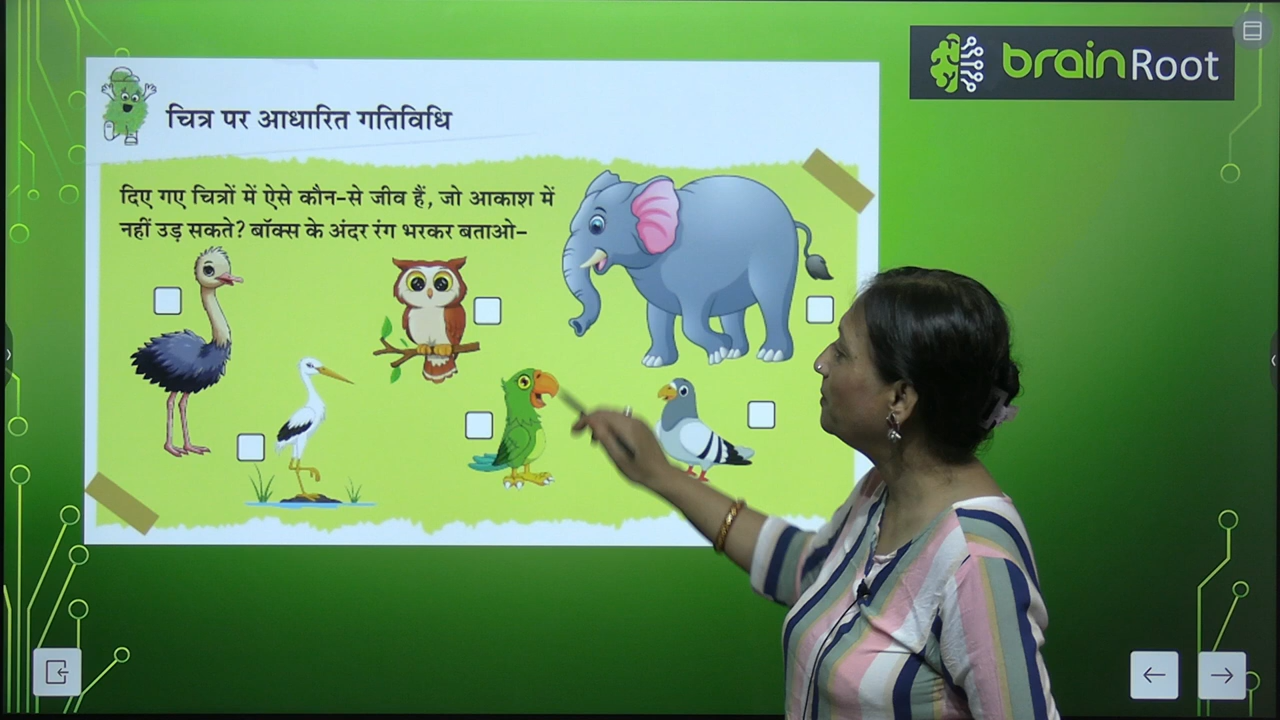 brainRoot
चित्र पर आधारित गतिविधि
दिए गए चित्रों में ऐसे कौन-से जीव हैं, जो आकाश में
नहीं उड़ सकते? बॉक्स के अंदर रंग भरकर बताओ-